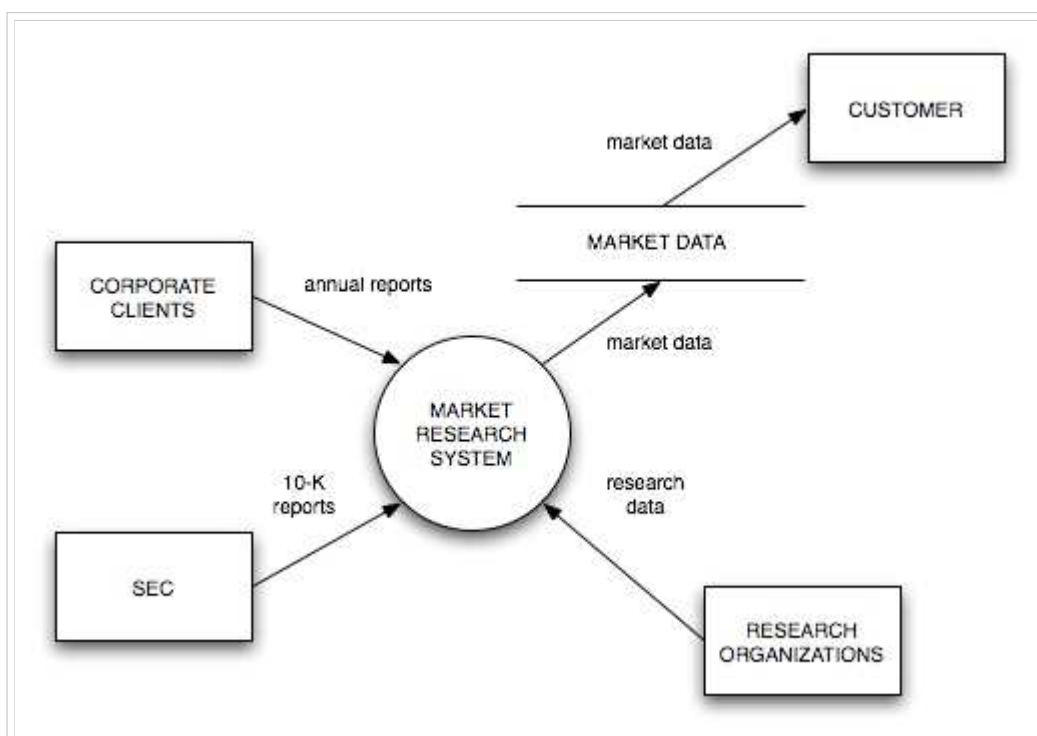 CUSTOMER
market data
MARKET DATA
CORPORATE
CLIENTS
annual reports
market data
MARKET
RESEARCH
SYSTEM
10-K
reports
research
data
SEC
RESEARCH
ORGANIZATIONS